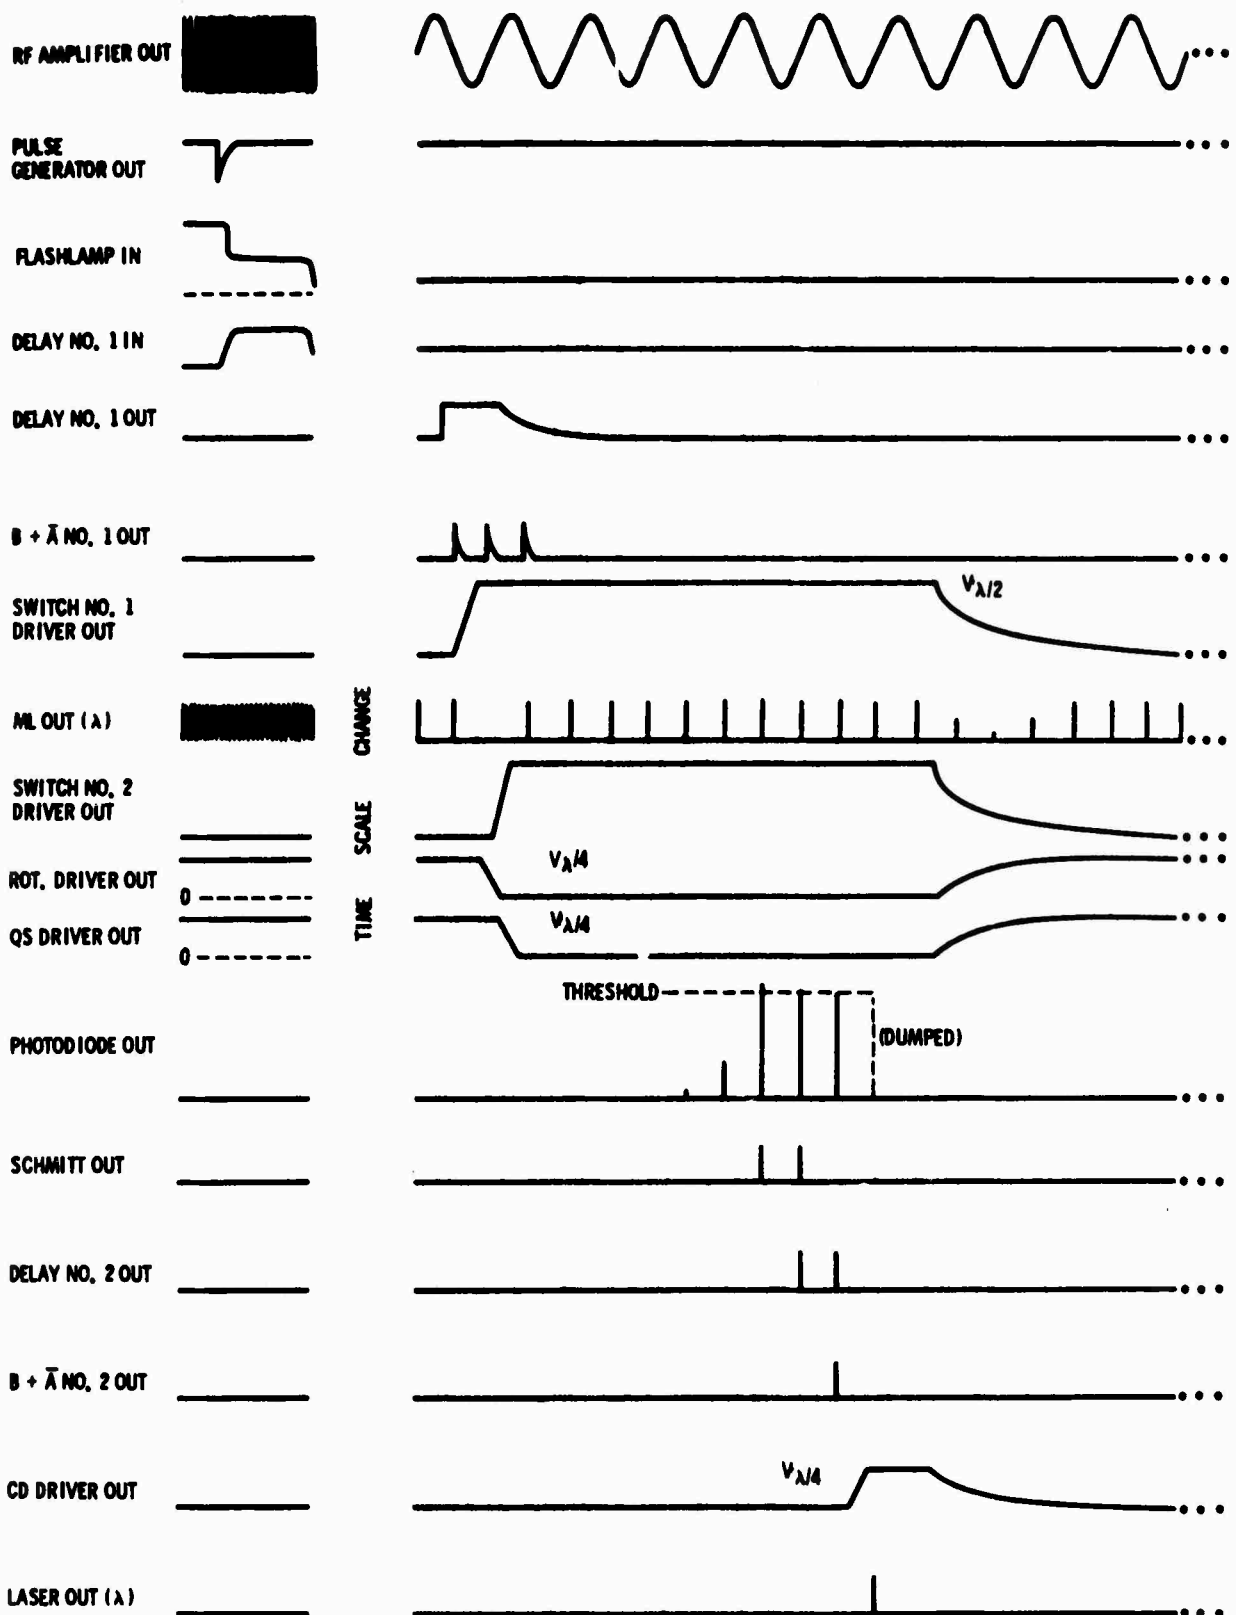 RF AMPLIFIER OUT
PULSE
GENERATOR OUT
FLASHLAMP IN
DELAY NO. 1 IN
DELAY NO. 1 OUT
B + A̅ NO. 1 OUT
SWITCH NO. 1
DRIVER OUT
Vλ/2
ML OUT (λ)
TIME SCALE CHANGE
SWITCH NO. 2
DRIVER OUT
ROT. DRIVER OUT
0
Vλ/4
QS DRIVER OUT
0
Vλ/4
THRESHOLD
PHOTODIODE OUT
(DUMPED)
SCHMITT OUT
DELAY NO. 2 OUT
B + A̅ NO. 2 OUT
CD DRIVER OUT
Vλ/4
LASER OUT (λ)